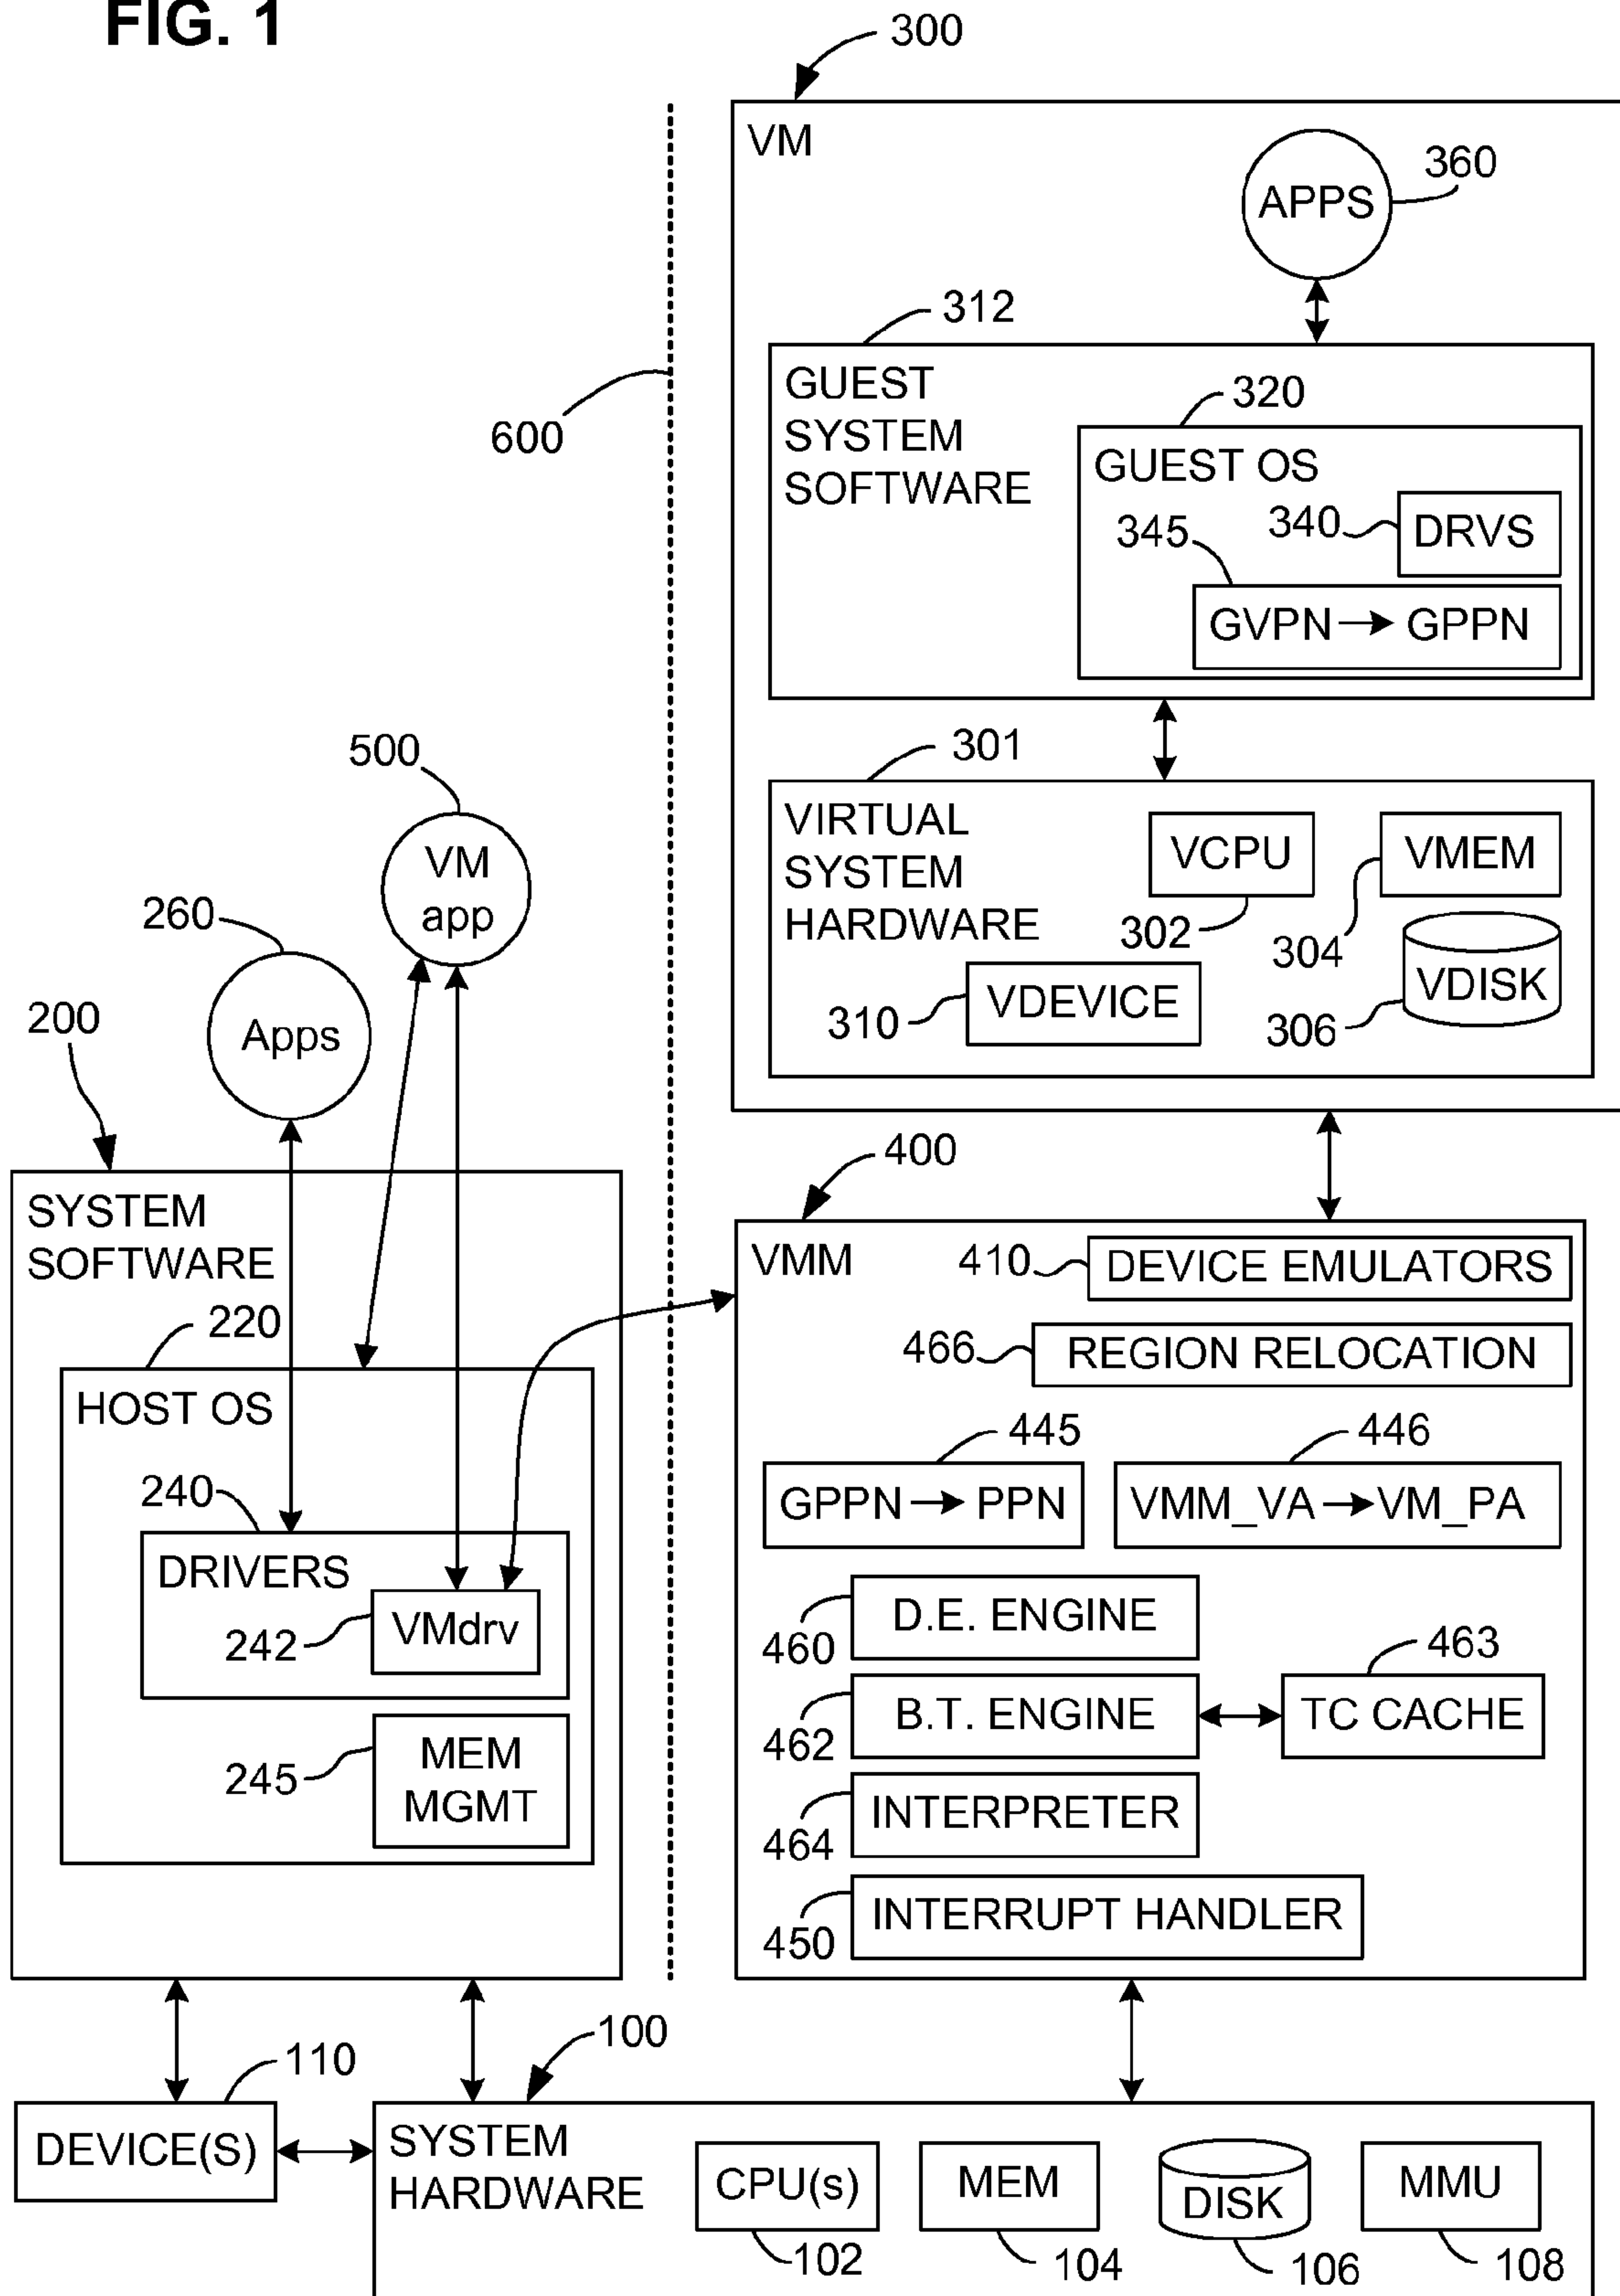 FIG. 1
300
VM
360
APPS
312
GUEST
SYSTEM
SOFTWARE
320
GUEST OS
340
DRVS
345
GVPN → GPPN
600
301
VIRTUAL
SYSTEM
HARDWARE
VCPU
302
VMEM
304
VDISK
306
VDEVICE
310
500
VM
app
260
Apps
200
SYSTEM
SOFTWARE
220
HOST OS
240
DRIVERS
VMdrv
242
MEM
MGMT
245
400
VMM
410
DEVICE EMULATORS
466
REGION RELOCATION
445
GPPN → PPN
446
VMM_VA → VM_PA
D.E. ENGINE
460
B.T. ENGINE
462
463
TC CACHE
INTERPRETER
464
INTERRUPT HANDLER
450
110
DEVICE(S)
100
SYSTEM
HARDWARE
CPU(s)
102
MEM
104
DISK
106
MMU
108